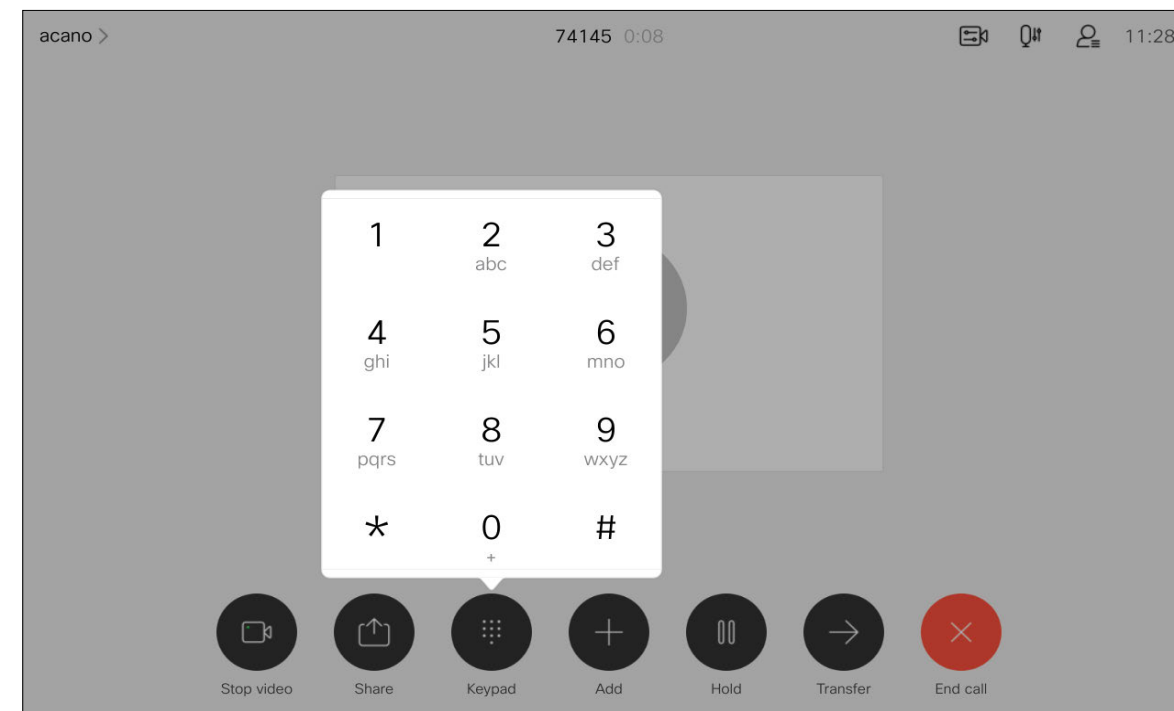 acano 74145 0:08 11:28
1 2 3
abc def
4 5 6
ghi jkl mno
7 8 9
pqrs tuv wxyz
* 0 #
+
Stop video Share Keypad Add Hold Transfer End call